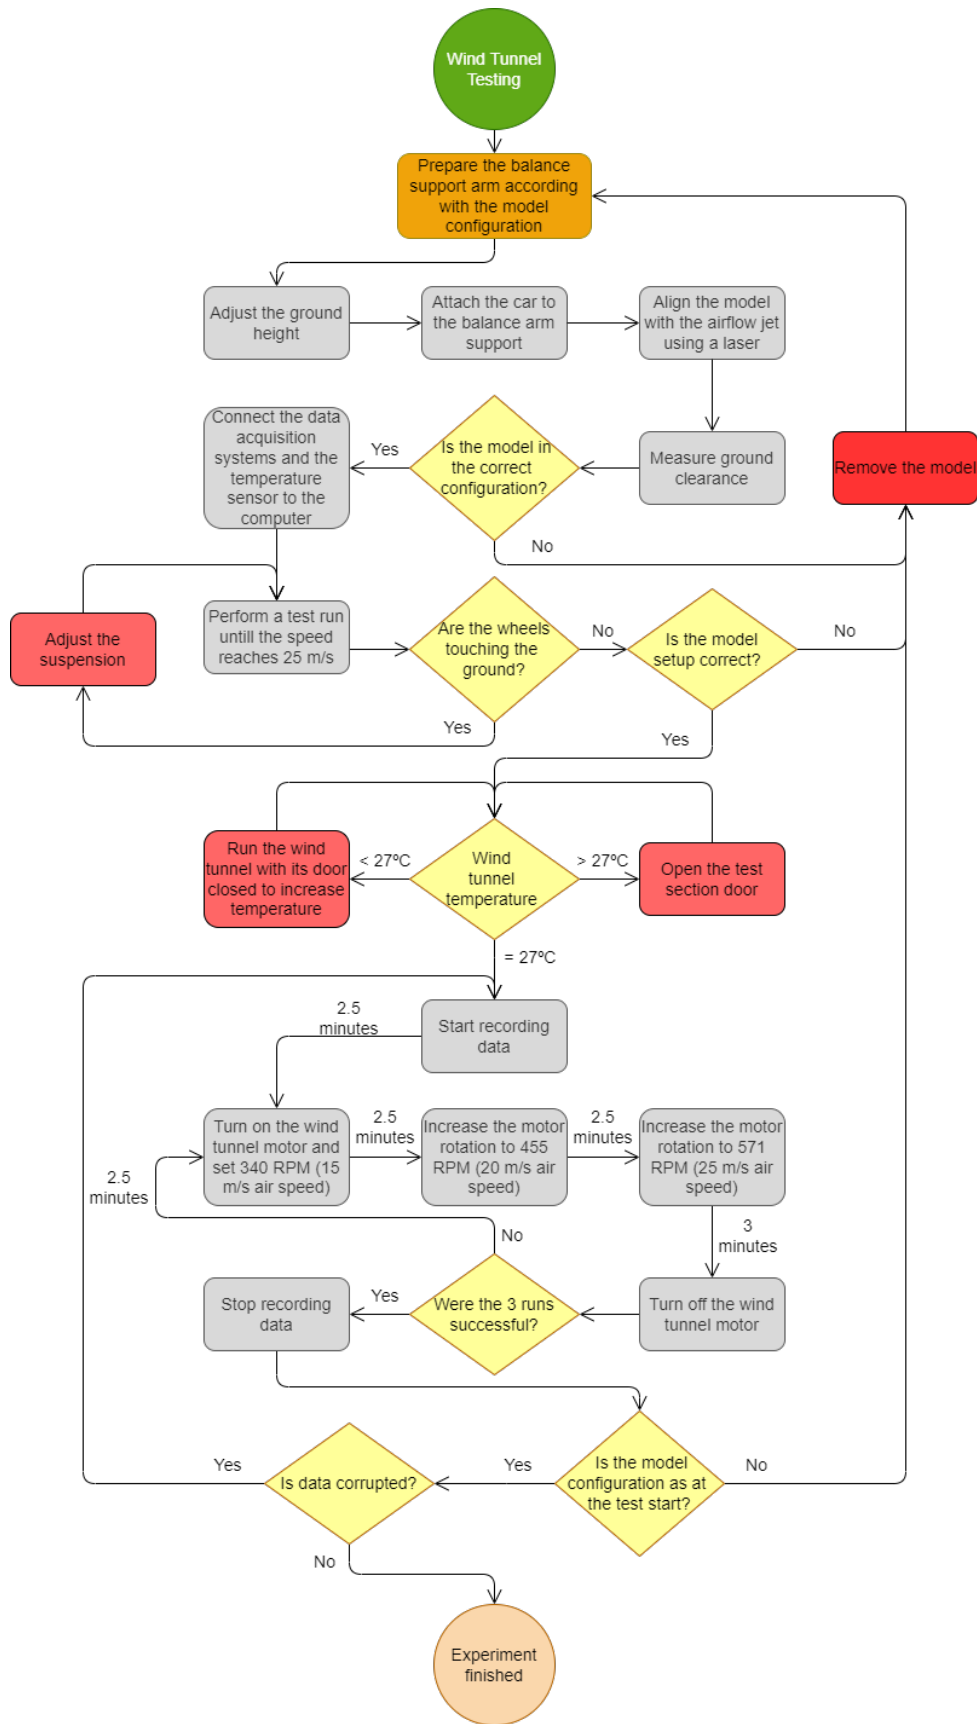 Wind Tunnel
Testing
Prepare the balance
support arm according
with the model
configuration
Adjust the ground
height
Attach the car to
the balance arm
support
Align the model
with the airflow jet
using a laser
Connect the data
acquisition
systems and the
temperature
sensor to the
computer
Yes
Is the model in
the correct
configuration?
Measure ground
clearance
Remove the model
No
Adjust the
suspension
Perform a test run
untill the speed
reaches 25 m/s
Are the wheels
touching the
ground?
No
Is the model
setup correct?
No
Yes
Yes
Run the wind
tunnel with its door
closed to increase
temperature
< 27ºC
Wind
tunnel
temperature
> 27ºC
Open the test
section door
= 27ºC
Start recording
data
2.5
minutes
Turn on the wind
tunnel motor and
set 340 RPM (15
m/s air speed)
2.5
minutes
Increase the motor
rotation to 455
RPM (20 m/s air
speed)
2.5
minutes
Increase the motor
rotation to 571
RPM (25 m/s air
speed)
2.5
minutes
No
3
minutes
Stop recording
data
Yes
Were the 3 runs
successful?
Turn off the wind
tunnel motor
Yes
Is data corrupted?
Yes
Is the model
configuration as at
the test start?
No
No
Experiment
finished